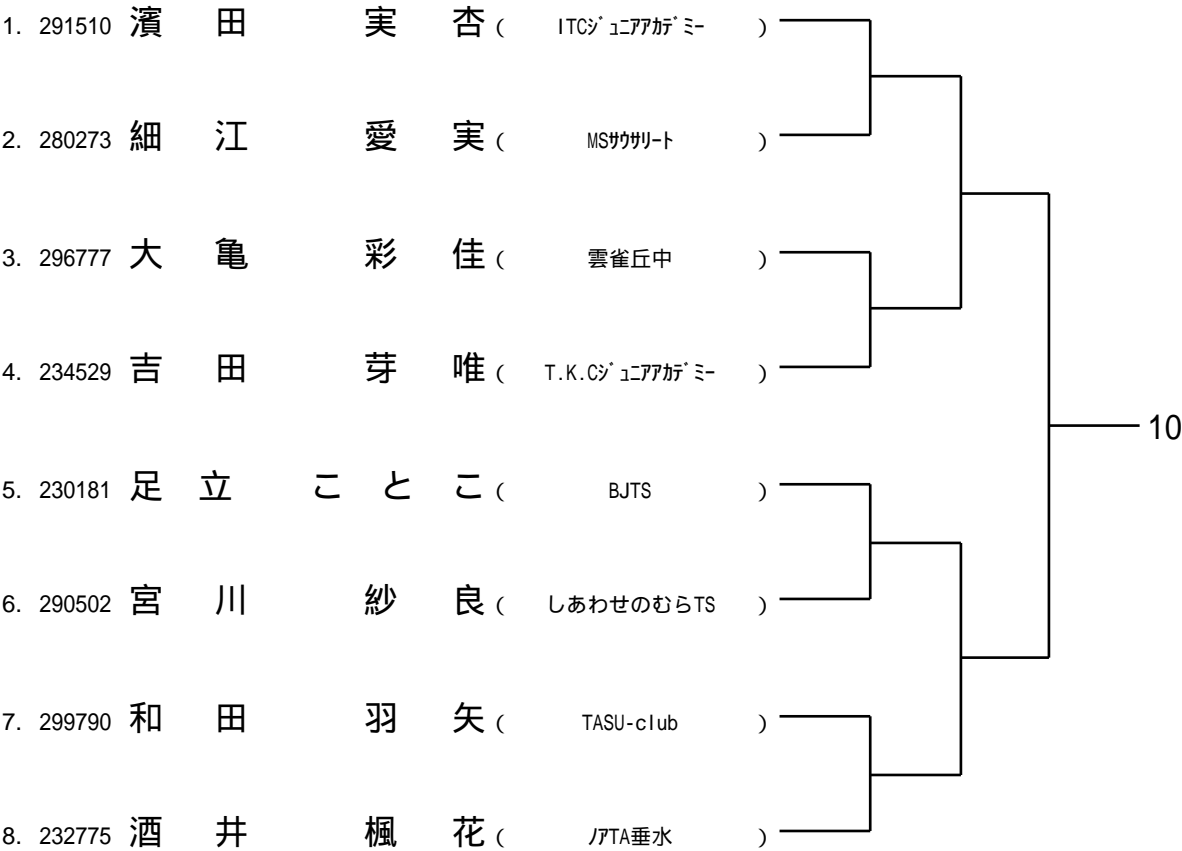 1. 291510 濱 田 実 杏 ( ITCｼﾞｭﾆｱｱｶﾃﾞﾐｰ )
2. 280273 細 江 愛 実 ( MSｻｳｻﾘｰﾄ )
3. 296777 大 亀 彩 佳 ( 雲雀丘中 )
4. 234529 吉 田 芽 唯 ( T.K.Cｼﾞｭﾆｱｱｶﾃﾞﾐｰ )
10
5. 230181 足 立 こ と こ ( BJTS )
6. 290502 宮 川 紗 良 ( しあわせのむらTS )
7. 299790 和 田 羽 矢 ( TASU-club )
8. 232775 酒 井 楓 花 ( ﾉｱTA垂水 )